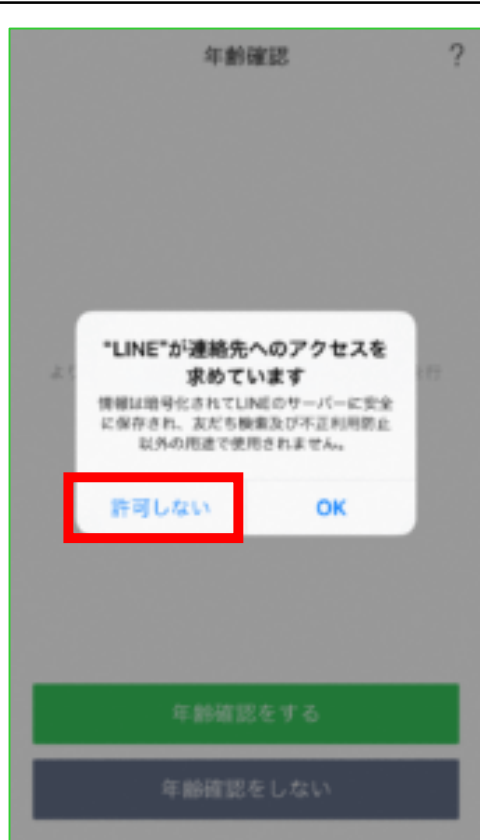 年齢確認 ?
"LINE"が連絡先へのアクセスを
求めています
情報は暗号化されてLINEのサーバーに安全
に保存され、友だち検索及び不正利用防止
以外の用途で使用されません。
許可しない OK
年齢確認をする
年齢確認をしない